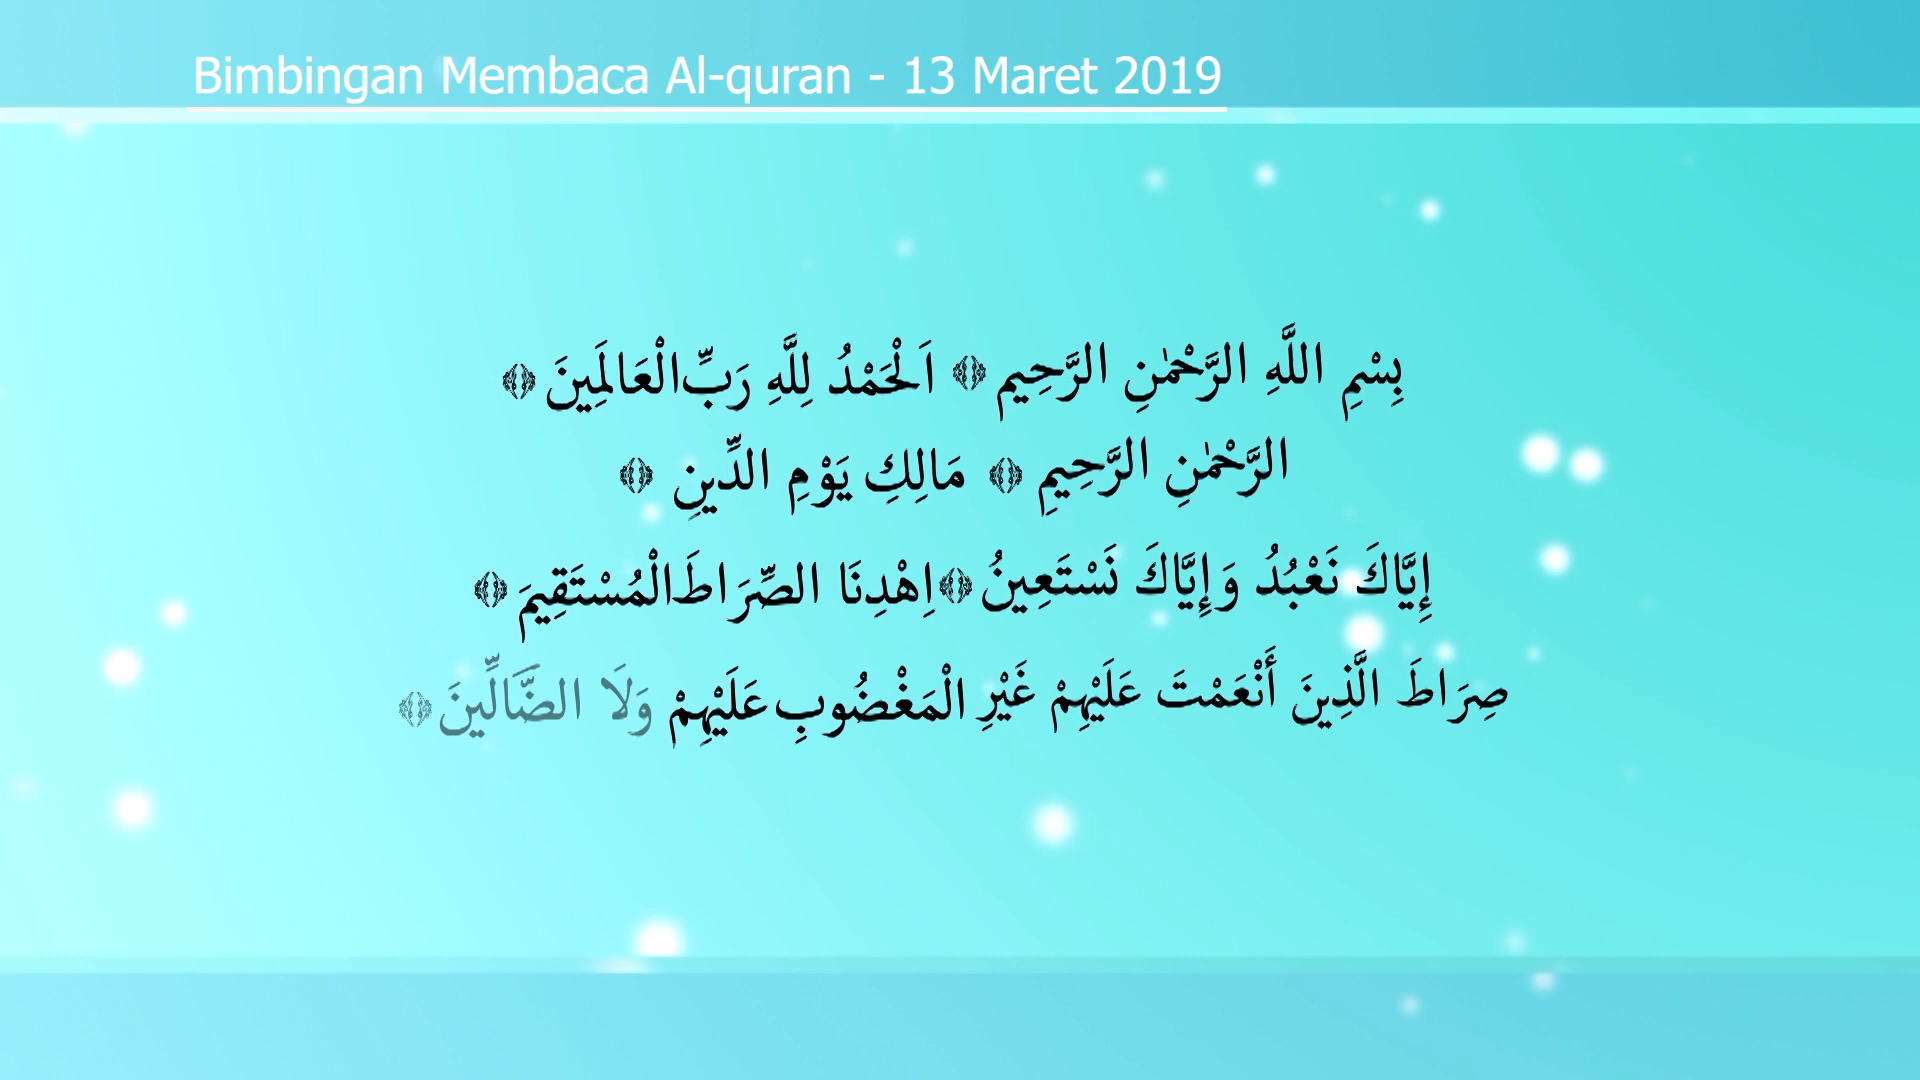 Bimbingan Membaca Al-quran - 13 Maret 2019
بِسْمِ اللَّهِ الرَّحْمٰنِ الرَّحِيمِ ﴿﴾ اَلْحَمْدُ لِلَّهِ رَبِّ الْعَالَمِينَ ﴿﴾
الرَّحْمٰنِ الرَّحِيمِ ﴿﴾ مَالِكِ يَوْمِ الدِّينِ ﴿﴾
إِيَّاكَ نَعْبُدُ وَإِيَّاكَ نَسْتَعِينُ ﴿﴾ اِهْدِنَا الصِّرَاطَ الْمُسْتَقِيمَ ﴿﴾
صِرَاطَ الَّذِينَ أَنْعَمْتَ عَلَيْهِمْ غَيْرِ الْمَغْضُوبِ عَلَيْهِمْ وَلَا الضَّالِّينَ ﴿﴾